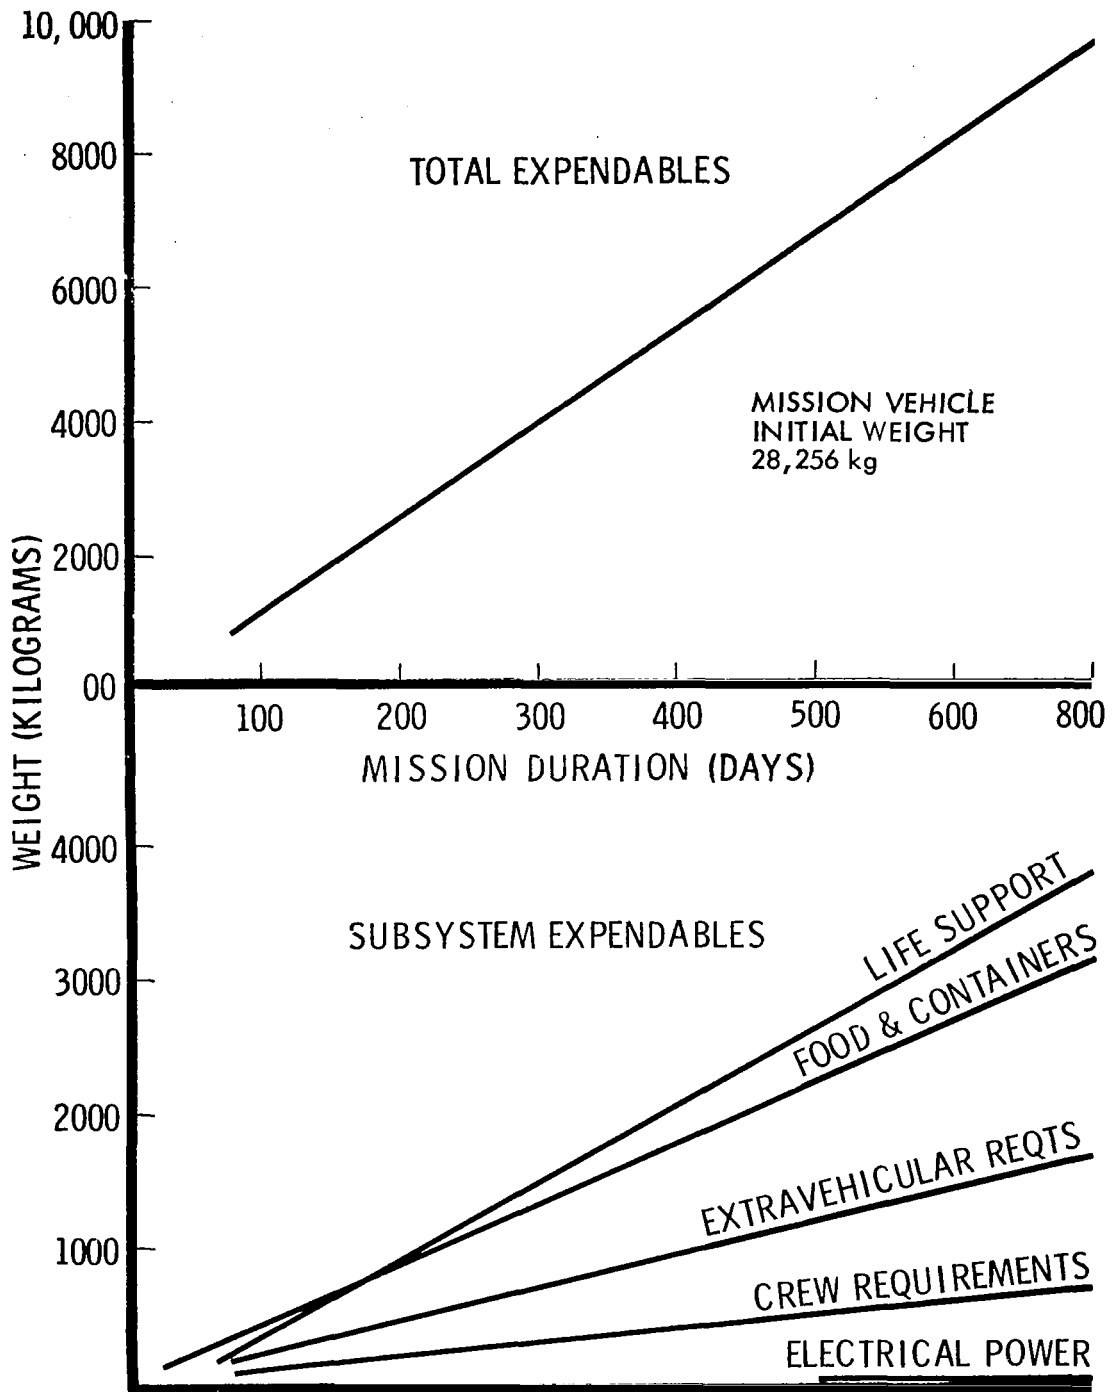 10,000
8000
TOTAL EXPENDABLES
6000
4000
MISSION VEHICLE
INITIAL WEIGHT
28,256 kg
2000
WEIGHT (KILOGRAMS)
00
100 200 300 400 500 600 800
MISSION DURATION (DAYS)
4000
SUBSYSTEM EXPENDABLES
LIFE SUPPORT
3000
FOOD & CONTAINERS
2000
EXTRAVEHICULAR REQTS
1000
CREW REQUIREMENTS
ELECTRICAL POWER